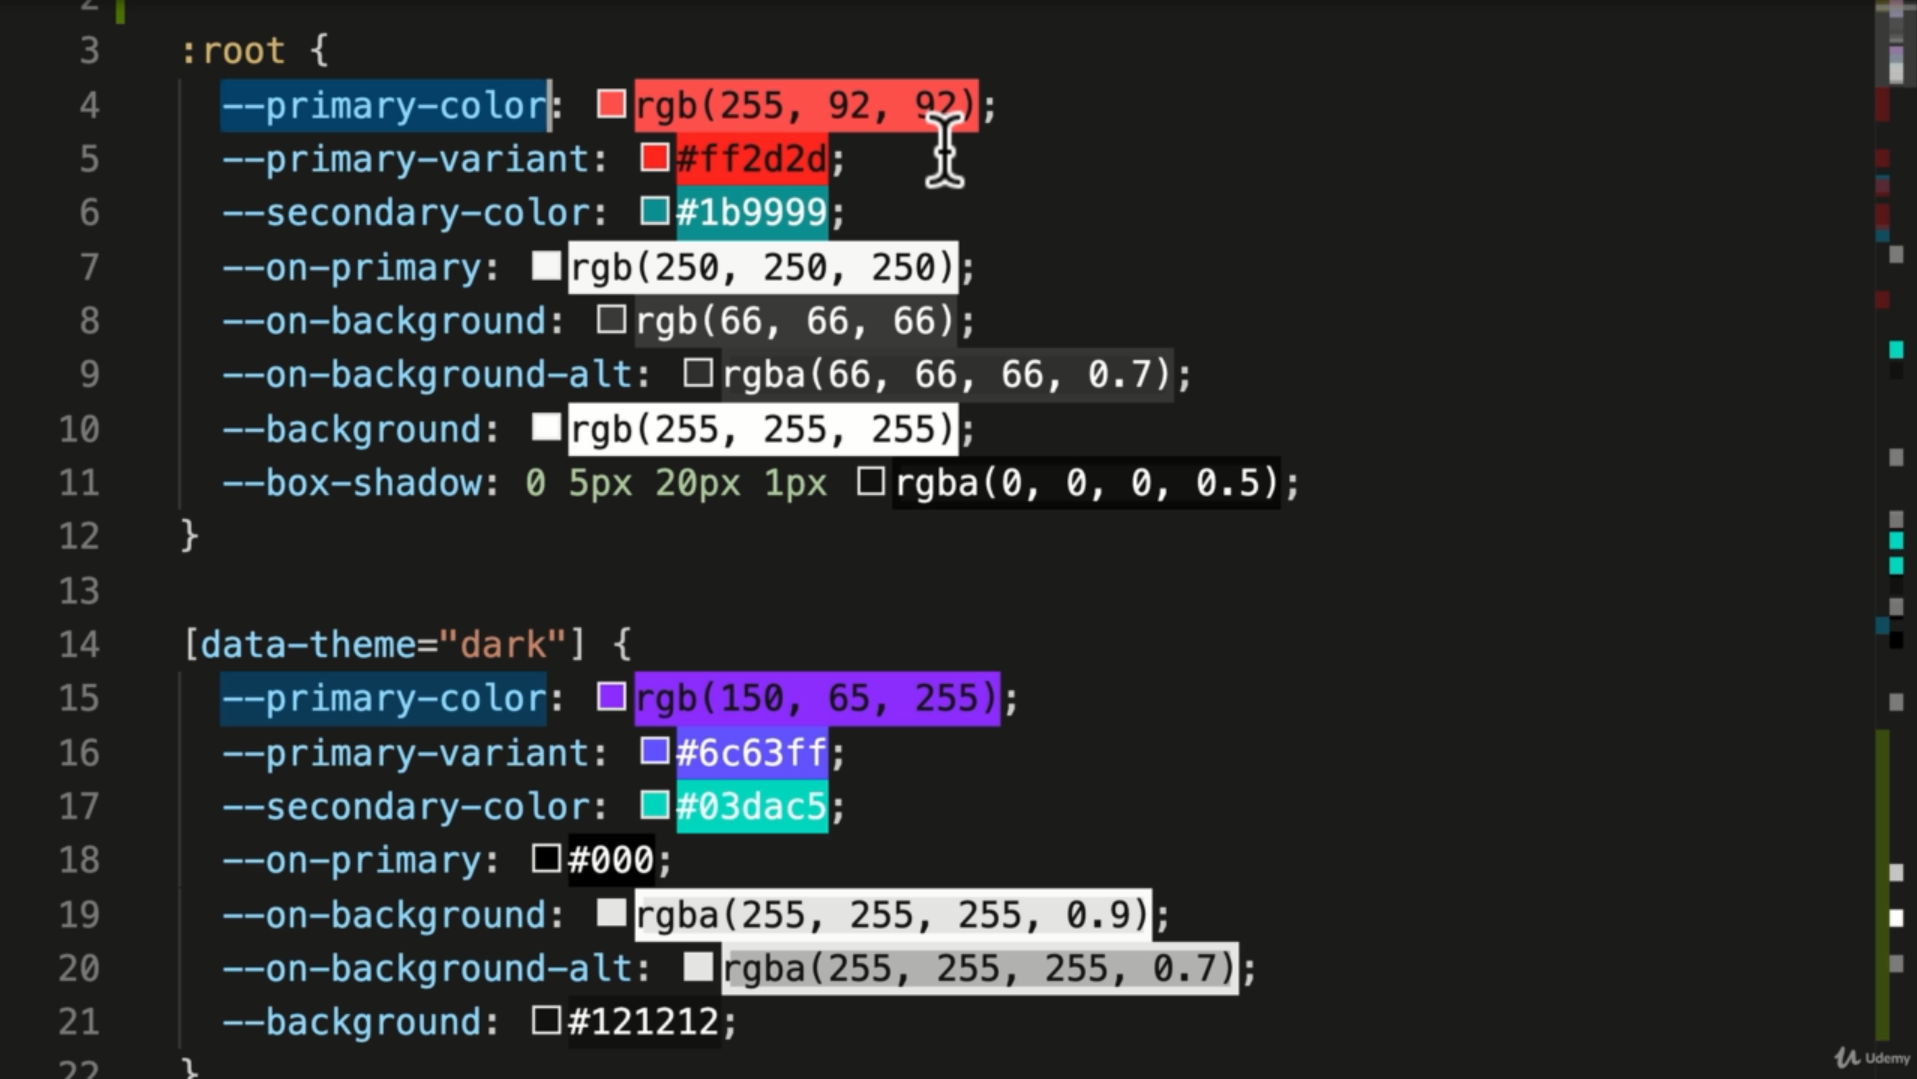 2
3 :root {
4 --primary-color: rgb(255, 92, 92);
5 --primary-variant: #ff2d2d;
6 --secondary-color: #1b9999;
7 --on-primary: rgb(250, 250, 250);
8 --on-background: rgb(66, 66, 66);
9 --on-background-alt: rgba(66, 66, 66, 0.7);
10 --background: rgb(255, 255, 255);
11 --box-shadow: 0 5px 20px 1px rgba(0, 0, 0, 0.5);
12 }
13
14 [data-theme="dark"] {
15 --primary-color: rgb(150, 65, 255);
16 --primary-variant: #6c63ff;
17 --secondary-color: #03dac5;
18 --on-primary: #000;
19 --on-background: rgba(255, 255, 255, 0.9);
20 --on-background-alt: rgba(255, 255, 255, 0.7);
21 --background: #121212;
22 }
Udemy